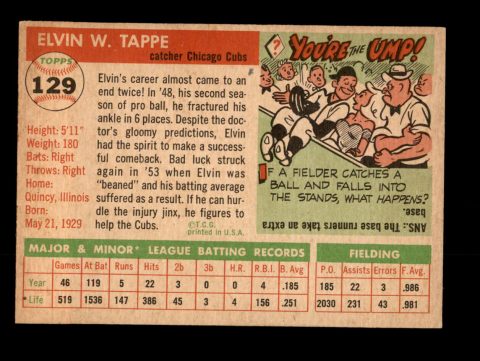 ELVIN W. TAPPE
catcher Chicago Cubs
TOPPS
129
Height: 5'11"
Weight: 180
Bats: Right
Throws: Right
Home:
Quincy, Illinois
Born:
May 21, 1929
Elvin's career almost came to an
end twice! In '48, his second sea-
son of pro ball, he fractured his
ankle in 6 places. Despite the doc-
tor's gloomy predictions, Elvin
had the spirit to make a success-
ful comeback. Bad luck struck
again in '53 when Elvin was
"beaned" and his batting average
suffered as a result. If he can
hurdle the injury jinx, he figures to
help the Cubs.
©T.C.G.
printed in U.S.A.
? YOU'RE THE UMP!
IF A FIELDER CATCHES A
BALL AND FALLS INTO
THE STANDS, WHAT HAPPENS?
ANS.: The base runners take an extra
base.
MAJOR & MINOR LEAGUE BATTING RECORDS
Games At Bat Runs Hits 2b 3b H.R. R.B.I. B. Avg
Year 46 119 5 22 3 0 0 4 .185
Life 519 1536 147 386 45 3 4 156 .251
FIELDING
P.O. Assists Errors F. Avg.
185 22 3 .986
2030 231 43 .981